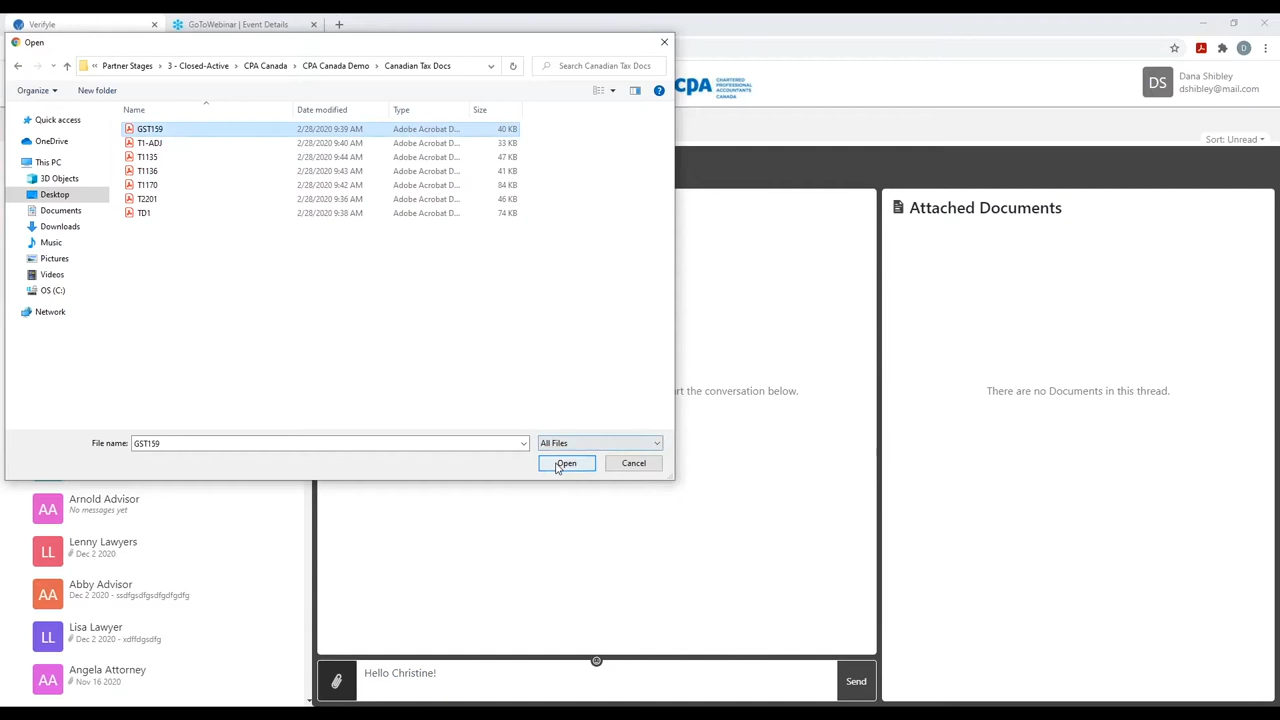 Verifyle
GoToWebinar | Event Details
Open
« Partner Stages › 3 - Closed-Active › CPA Canada › CPA Canada Demo › Canadian Tax Docs
Search Canadian Tax Docs
Organize
New folder
Name
Date modified
Type
Size
Quick access
OneDrive
This PC
3D Objects
Desktop
Documents
Downloads
Music
Pictures
Videos
OS (C:)
Network
GST159 2/28/2020 9:39 AM Adobe Acrobat D... 40 KB
T1-ADJ 2/28/2020 9:40 AM Adobe Acrobat D... 33 KB
T1135 2/28/2020 9:44 AM Adobe Acrobat D... 47 KB
T1136 2/28/2020 9:43 AM Adobe Acrobat D... 41 KB
T1170 2/28/2020 9:42 AM Adobe Acrobat D... 84 KB
T2201 2/28/2020 9:36 AM Adobe Acrobat D... 46 KB
TD1 2/28/2020 9:38 AM Adobe Acrobat D... 74 KB
File name: GST159
All Files
Open
Cancel
D
CPA
CHARTERED
PROFESSIONAL
ACCOUNTANTS
CANADA
DS
Dana Shibley
dshibley@mail.com
Sort: Unread
Attached Documents
rt the conversation below.
There are no Documents in this thread.
AA
Arnold Advisor
No messages yet
LL
Lenny Lawyers
Dec 2 2020
AA
Abby Advisor
Dec 2 2020 - ssdfgsdfgsdfgdfgdfg
LL
Lisa Lawyer
Dec 2 2020 - xdffdgsdfg
AA
Angela Attorney
Nov 16 2020
Hello Christine!
Send